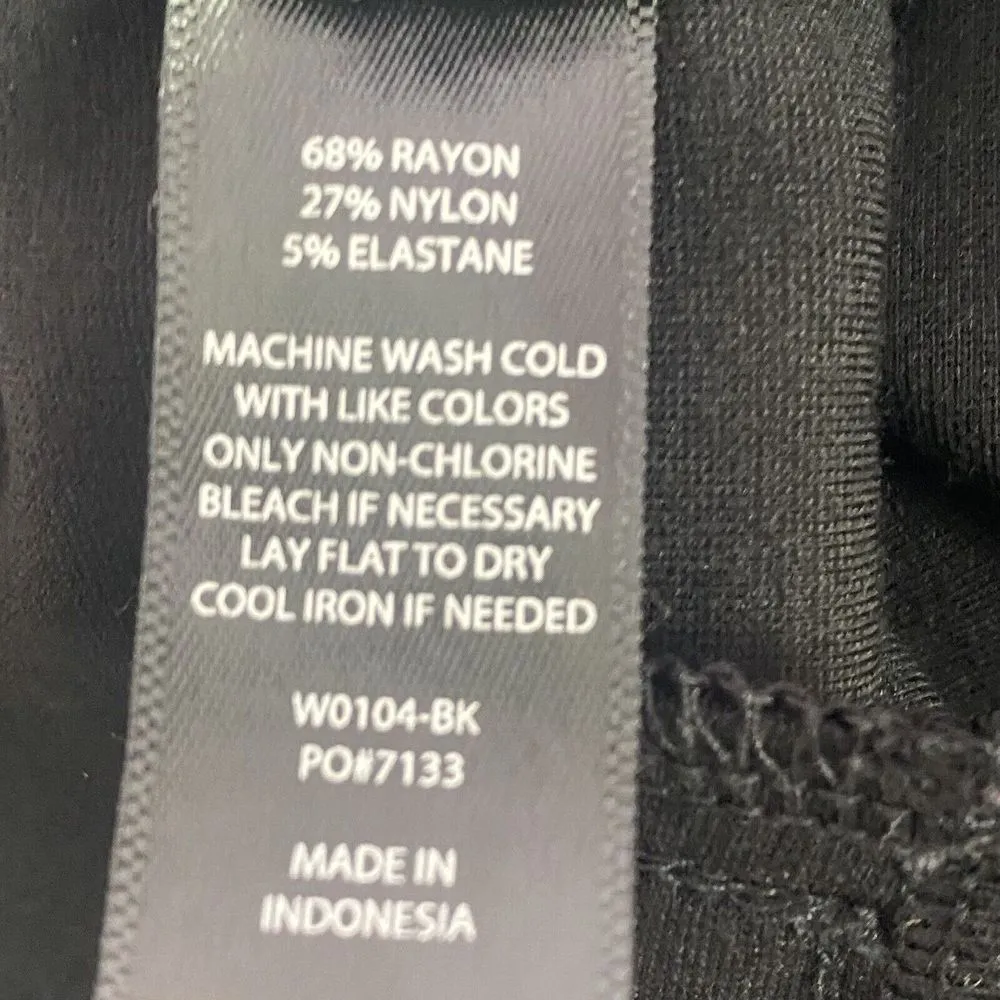 68% RAYON
27% NYLON
5% ELASTANE
MACHINE WASH COLD
WITH LIKE COLORS
ONLY NON-CHLORINE
BLEACH IF NECESSARY
LAY FLAT TO DRY
COOL IRON IF NEEDED
W0104-BK
PO#7133
MADE IN
INDONESIA